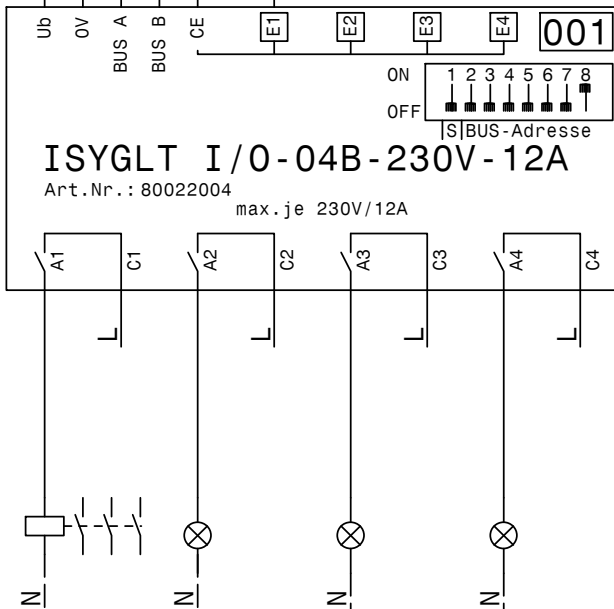 Ub 0V BUS A BUS B CE E1 E2 E3 E4 001
ON 1 2 3 4 5 6 7 8
OFF
S BUS-Adresse
ISYGLT I/O-04B-230V-12A
Art.Nr.: 80022004
max.je 230V/12A
A1 C1 A2 C2 A3 C3 A4 C4
L L L L
N N N N